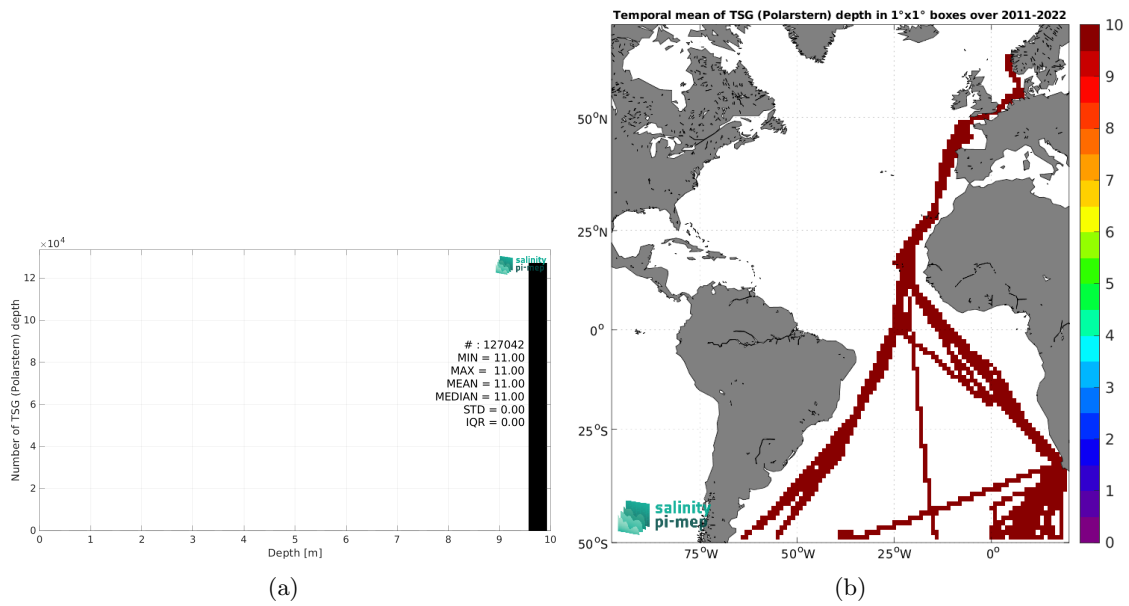 ×10⁴
12
10
8
6
4
2
0
Number of TSG (Polarstern) depth
salinity
pi-mep
# : 127042
MIN = 11.00
MAX = 11.00
MEAN = 11.00
MEDIAN = 11.00
STD = 0.00
IQR = 0.00
0 1 2 3 4 5 6 7 8 9 10
Depth [m]
(a)
Temporal mean of TSG (Polarstern) depth in 1°x1° boxes over 2011-2022
50°N
25°N
0°
25°S
50°S
salinity
pi-mep
75°W 50°W 25°W 0°
10
9
8
7
6
5
4
3
2
1
0
(b)